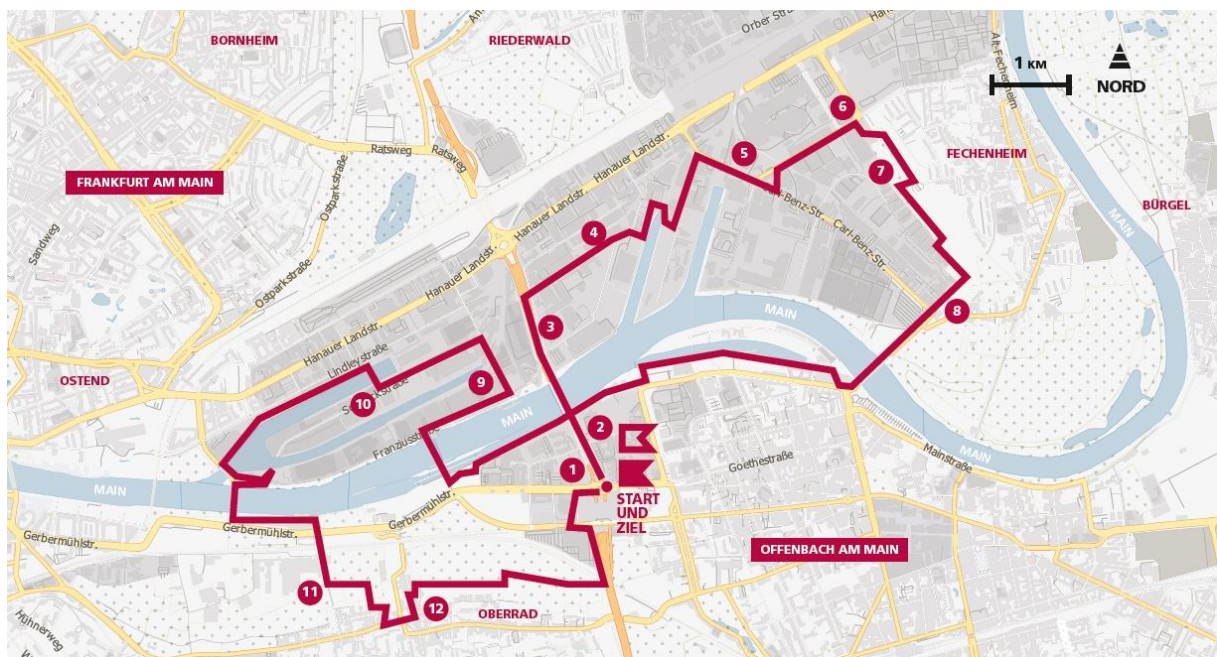 BORNHEIM
RIEDERWALD
Orber Str
1 KM
NORD
Alt-Fechenheim
Ratsweg
Ratsweg
Hanauer Landstr.
6
FECHENHEIM
5
7
FRANKFURT AM MAIN
Ostparkstraße
Sandweg
Carl-Benz-Str.
Carl-Benz-Str.
BÜRGEL
MAIN
4
Hanauer Landstr.
Hanauer Landstr.
Ostparkstraße
3
MAIN
8
Hanauer Landstr.
Lindleystraße
OSTEND
9
10
MAIN
Franziusstraße
2
1
Goethestraße
Mainstraße
MAIN
MAIN
START
UND
ZIEL
Gerbermühlstr.
Gerbermühlstr.
Gerbermühlstr.
OFFENBACH AM MAIN
11
12
OBERRAD
Hühnerweg